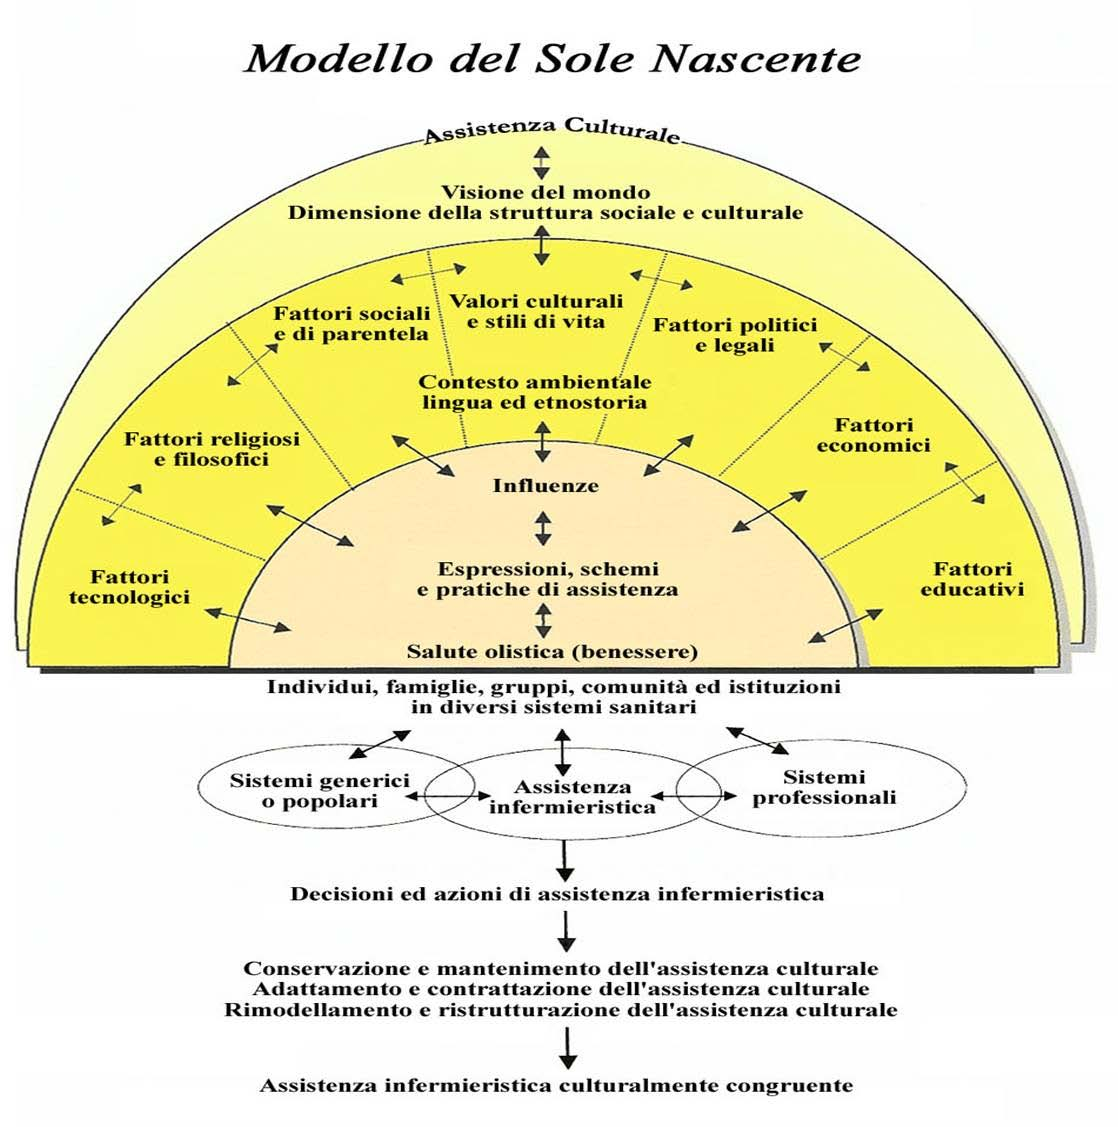 Modello del Sole Nascente
Assistenza Culturale
Visione del mondo
Dimensione della struttura sociale e culturale
Fattori sociali
e di parentela
Valori culturali
e stili di vita
Fattori politici
e legali
Contesto ambientale
lingua ed etnostoria
Fattori religiosi
e filosofici
Fattori
economici
Influenze
Fattori
tecnologici
Espressioni, schemi
e pratiche di assistenza
Fattori
educativi
Salute olistica (benessere)
Individui, famiglie, gruppi, comunità ed istituzioni
in diversi sistemi sanitari
Sistemi generici
o popolari
Assistenza
infermieristica
Sistemi
professionali
Decisioni ed azioni di assistenza infermieristica
Conservazione e mantenimento dell'assistenza culturale
Adattamento e contrattazione dell'assistenza culturale
Rimodellamento e ristrutturazione dell'assistenza culturale
Assistenza infermieristica culturalmente congruente